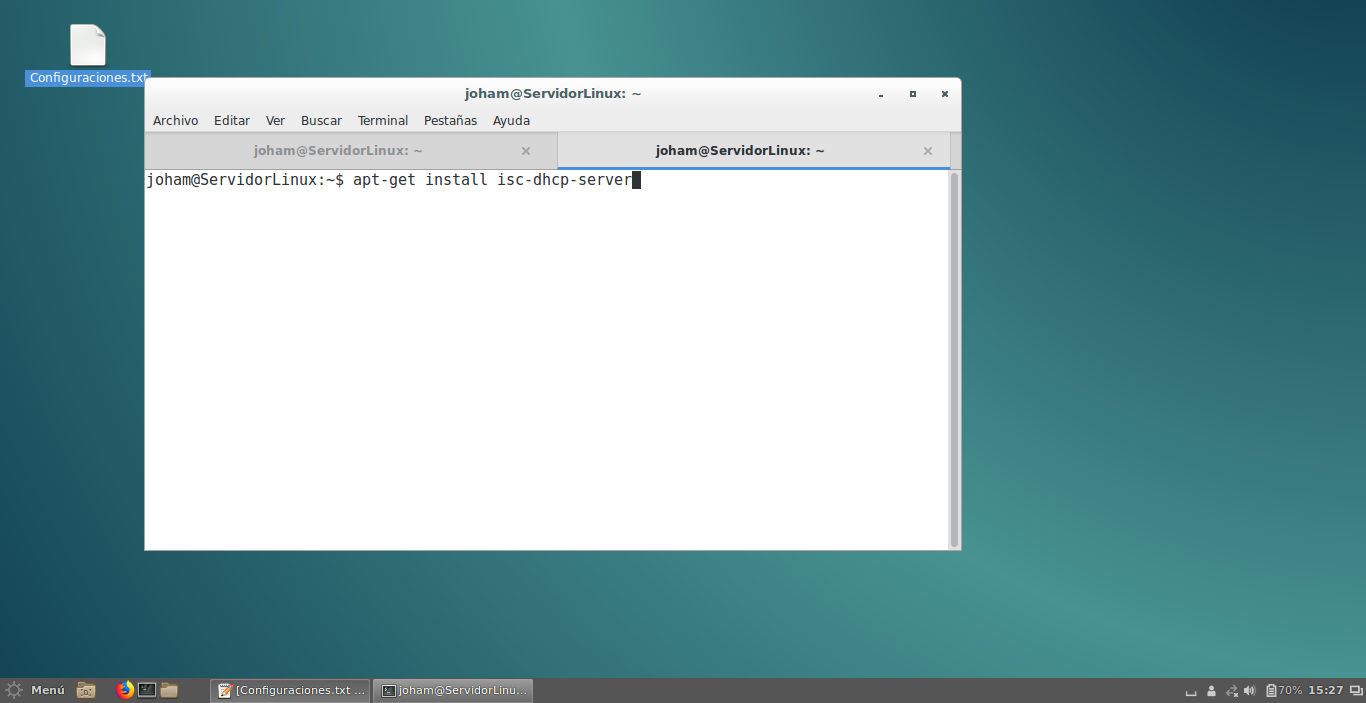 Configuraciones.txt
joham@ServidorLinux: ~
Archivo Editar Ver Buscar Terminal Pestañas Ayuda
joham@ServidorLinux: ~ joham@ServidorLinux: ~
joham@ServidorLinux:~$ apt-get install isc-dhcp-server
Menú [Configuraciones.txt ... joham@ServidorLinu... 70% 15:27